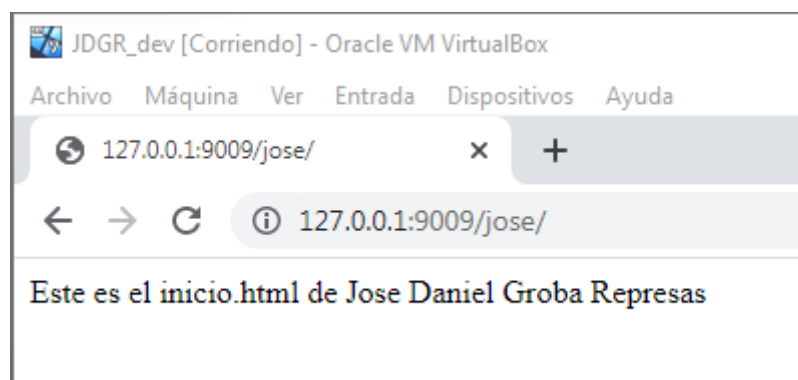 JDGR_dev [Corriendo] - Oracle VM VirtualBox
Archivo Máquina Ver Entrada Dispositivos Ayuda
127.0.0.1:9009/jose/
127.0.0.1:9009/jose/
Este es el inicio.html de Jose Daniel Groba Represas